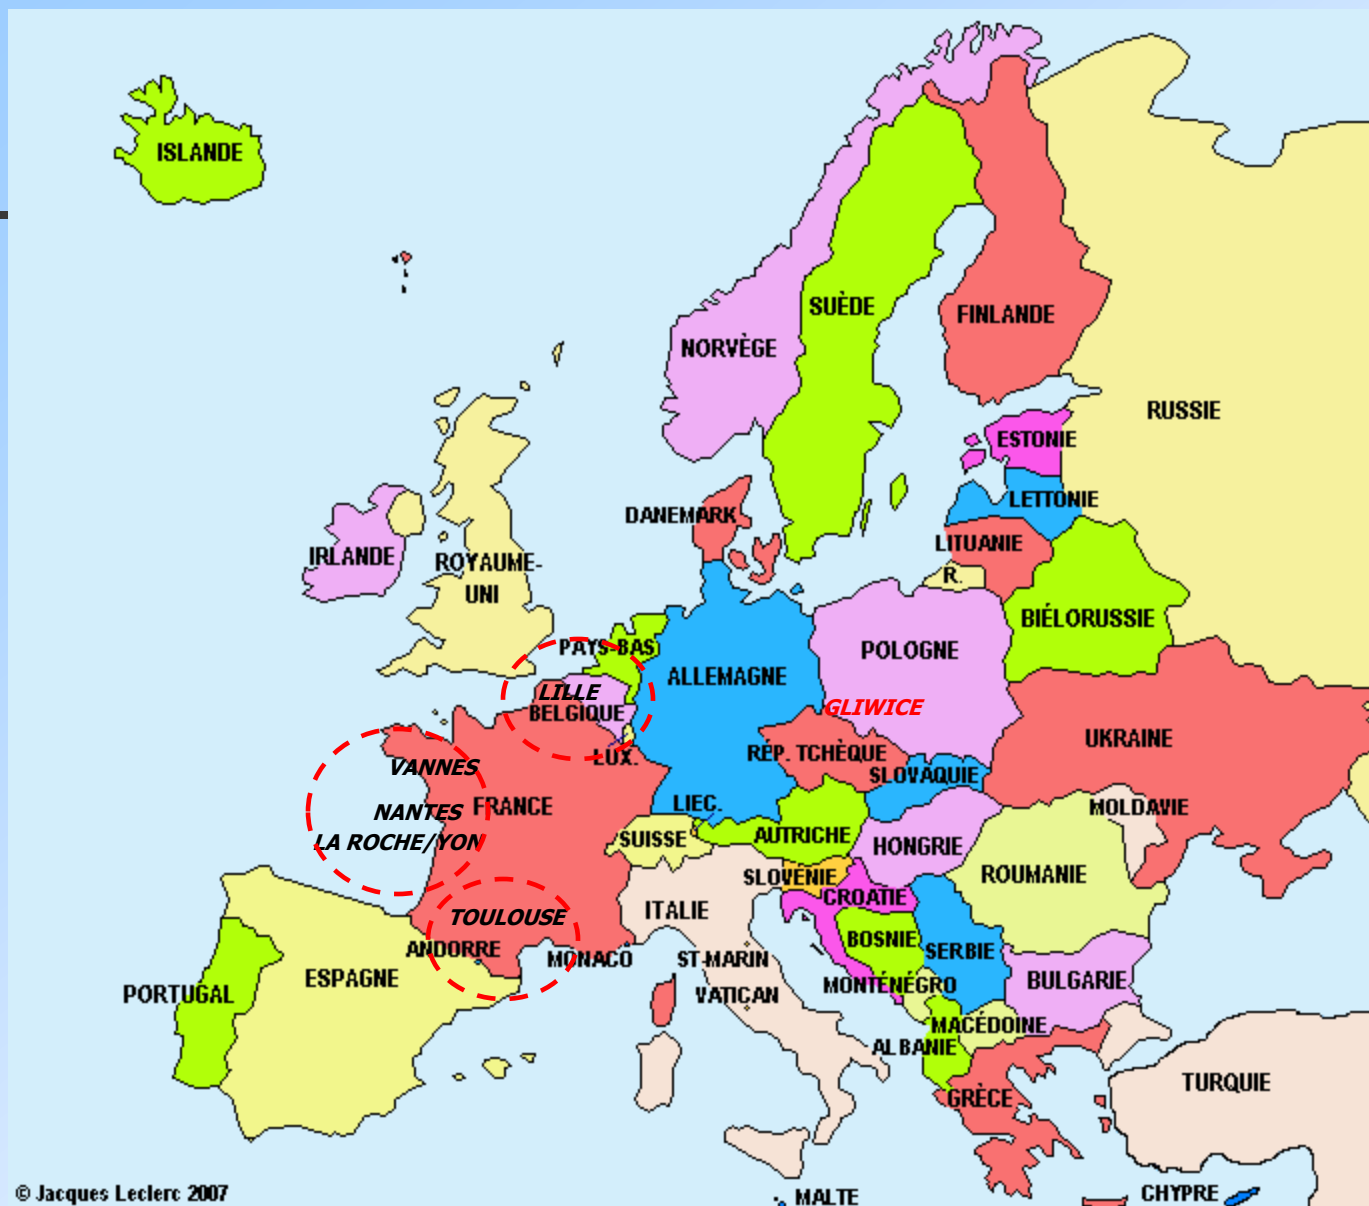 ISLANDE
SUÈDE
FINLANDE
NORVÈGE
RUSSIE
ESTONIE
LETTONIE
DANEMARK
LITUANIE
IRLANDE
ROYAUME-
UNI
R.
BIÉLORUSSIE
PAYS-BAS
POLOGNE
ALLEMAGNE
LILLE
BELGIQUE
GLIWICE
UKRAINE
LUX.
RÉP. TCHÈQUE
VANNES
SLOVAQUIE
LIEC.
MOLDAVIE
NANTES
FRANCE
LA ROCHE/YON
SUISSE
AUTRICHE
HONGRIE
SLOVÉNIE
ROUMANIE
CROATIE
TOULOUSE
ITALIE
BOSNIE
SERBIE
ANDORRE
MONACO
ST-MARIN
ESPAGNE
PORTUGAL
VATICAN
MONTÉNÉGRO
BULGARIE
MACÉDOINE
ALBANIE
TURQUIE
GRÈCE
© Jacques Leclerc 2007
MALTE
CHYPRE